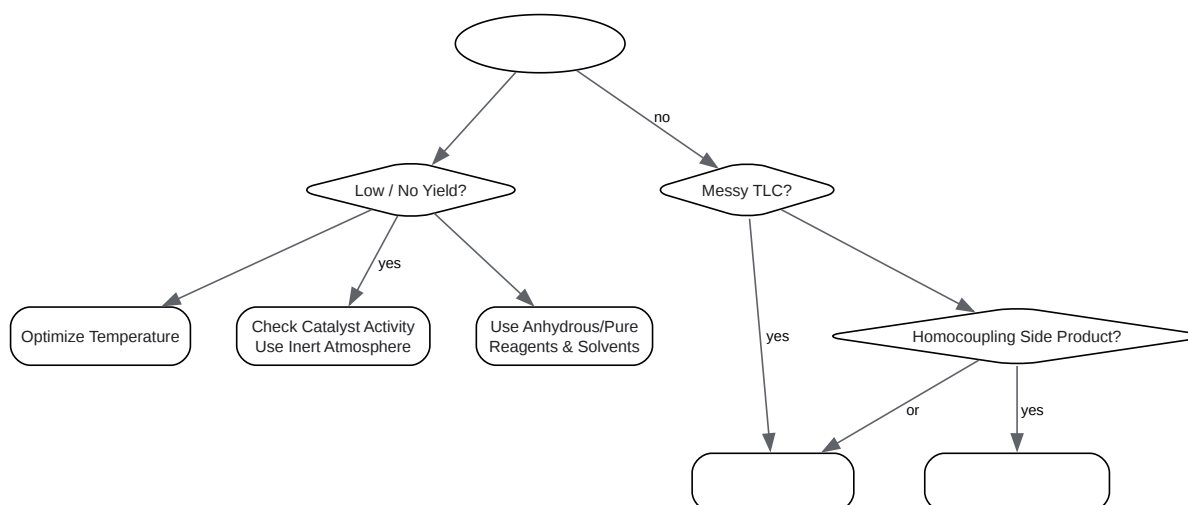 no
Low / No Yield?
Messy TLC?
yes
Optimize Temperature
Check Catalyst Activity
Use Inert Atmosphere
Use Anhydrous/Pure
Reagents & Solvents
yes
Homocoupling Side Product?
or
yes